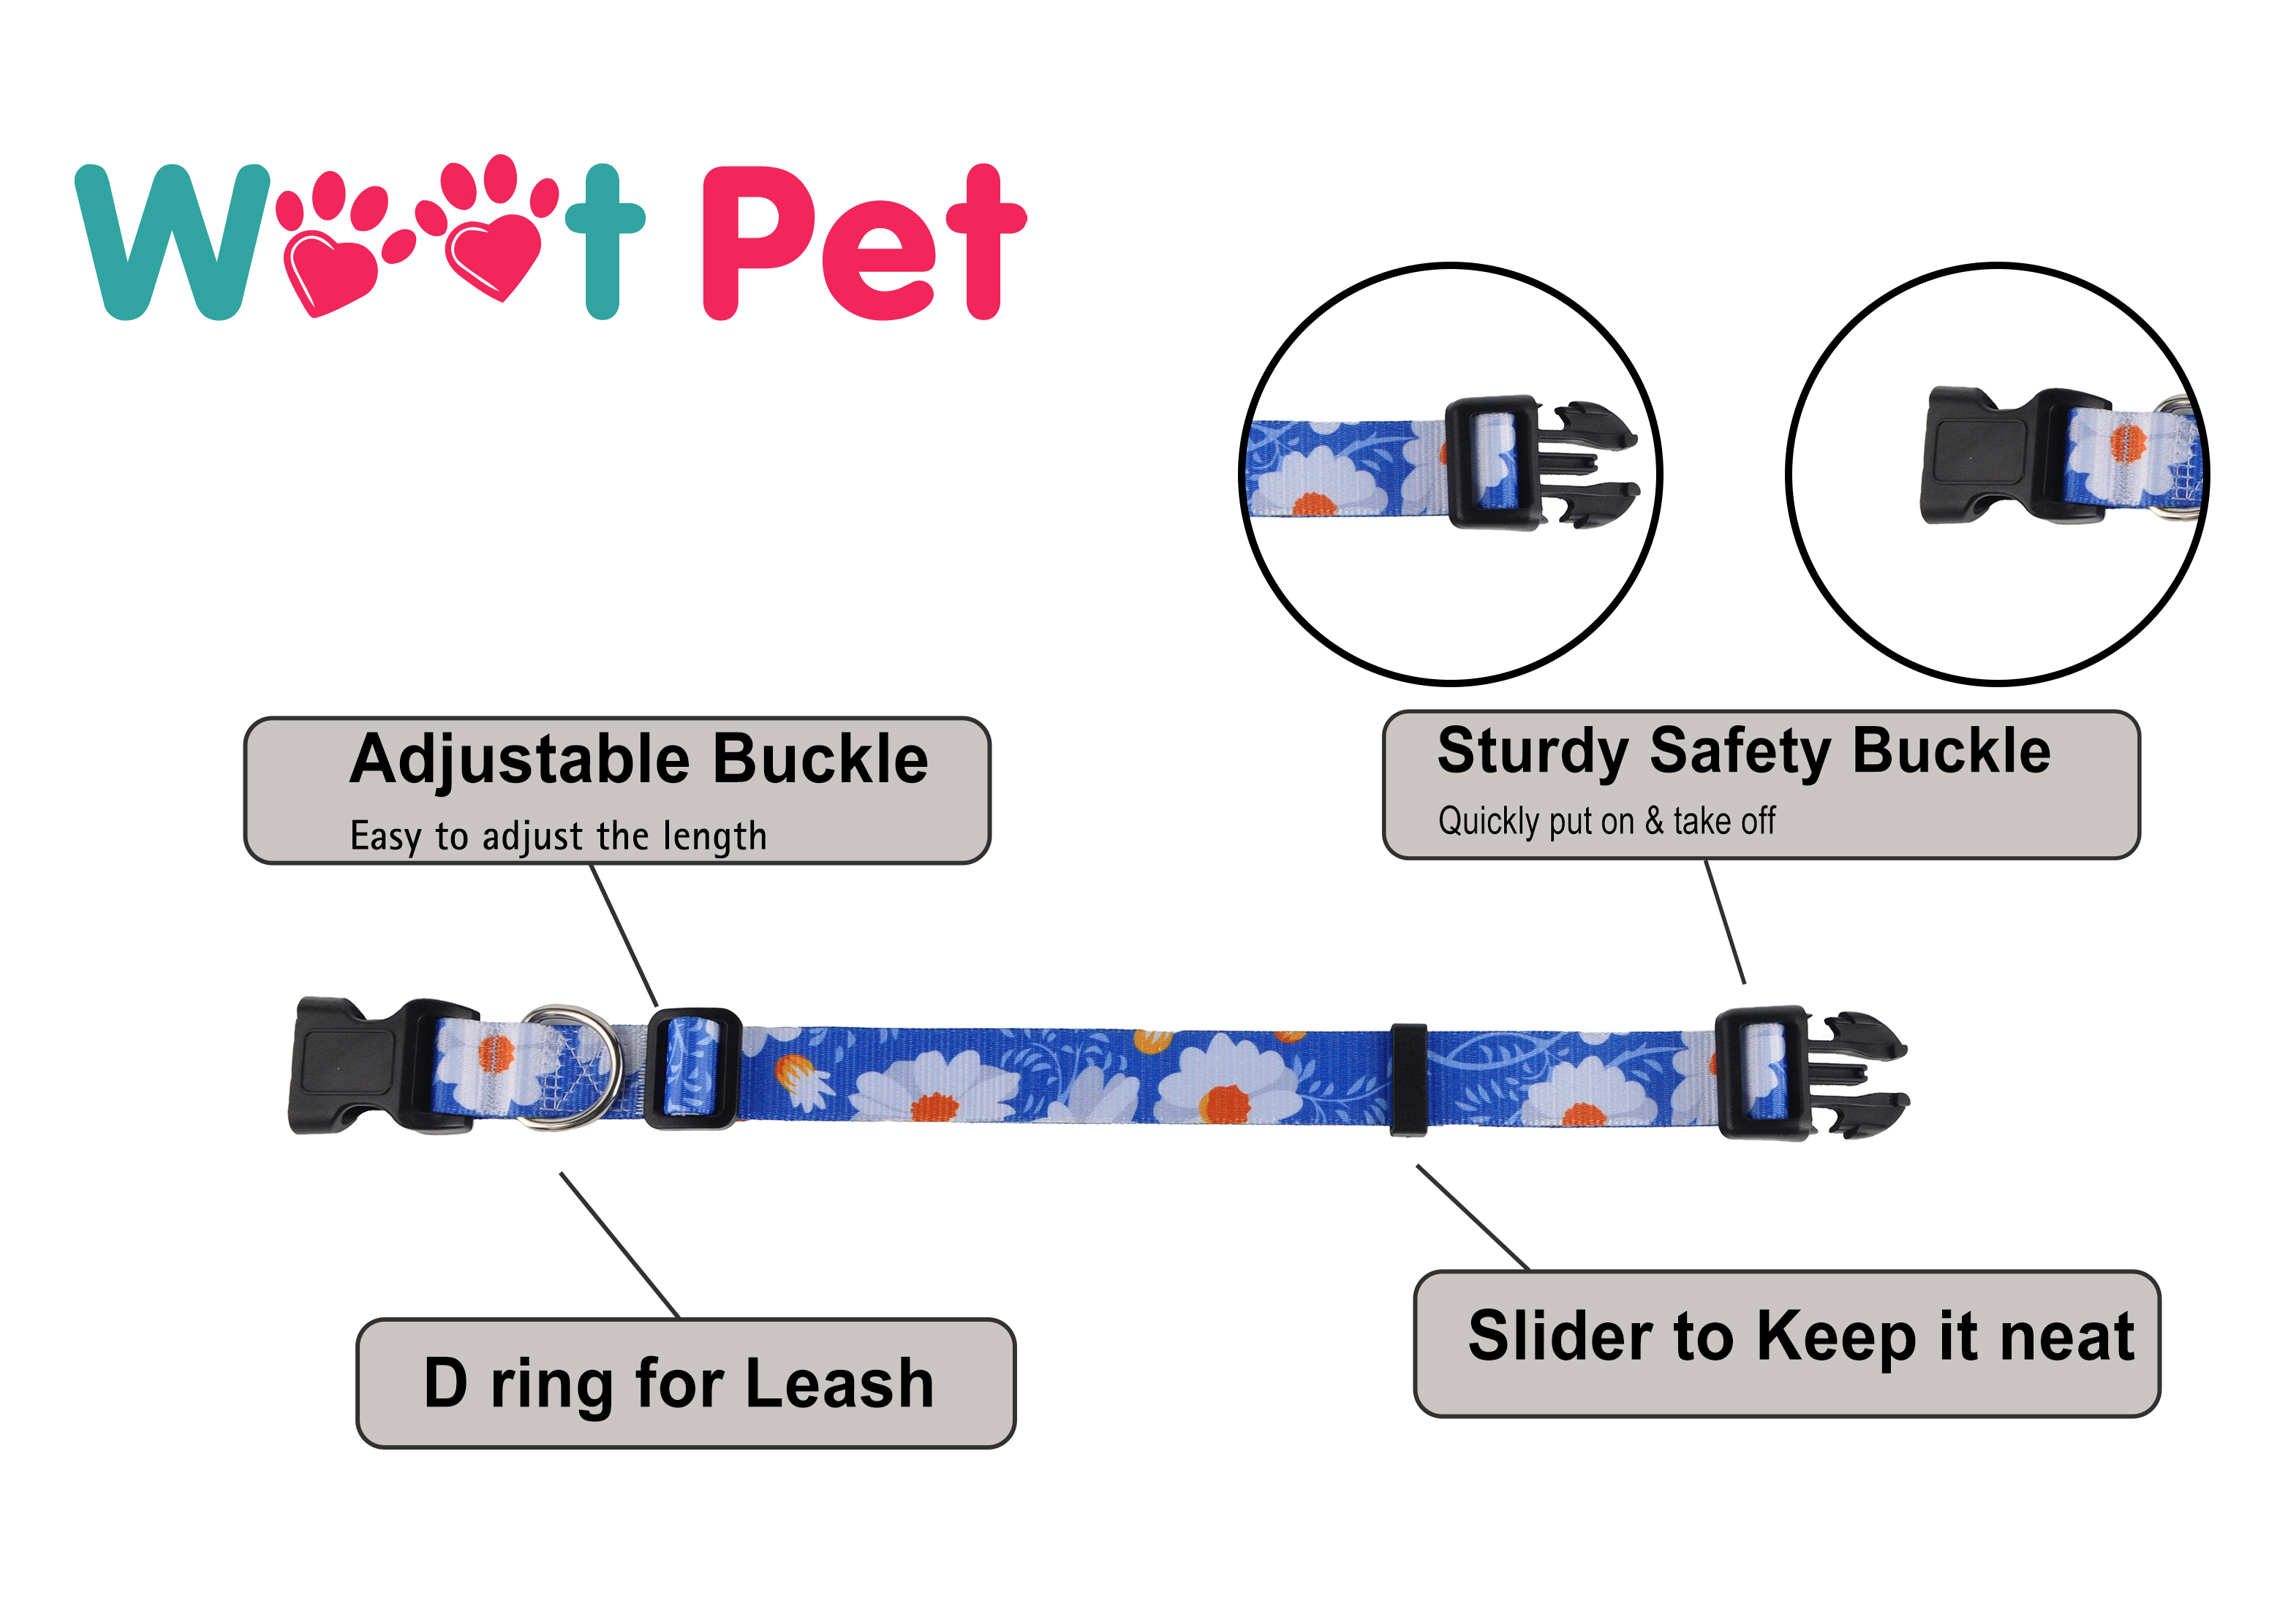 Woot Pet
Adjustable Buckle
Easy to adjust the length
Sturdy Safety Buckle
Quickly put on & take off
D ring for Leash
Slider to Keep it neat